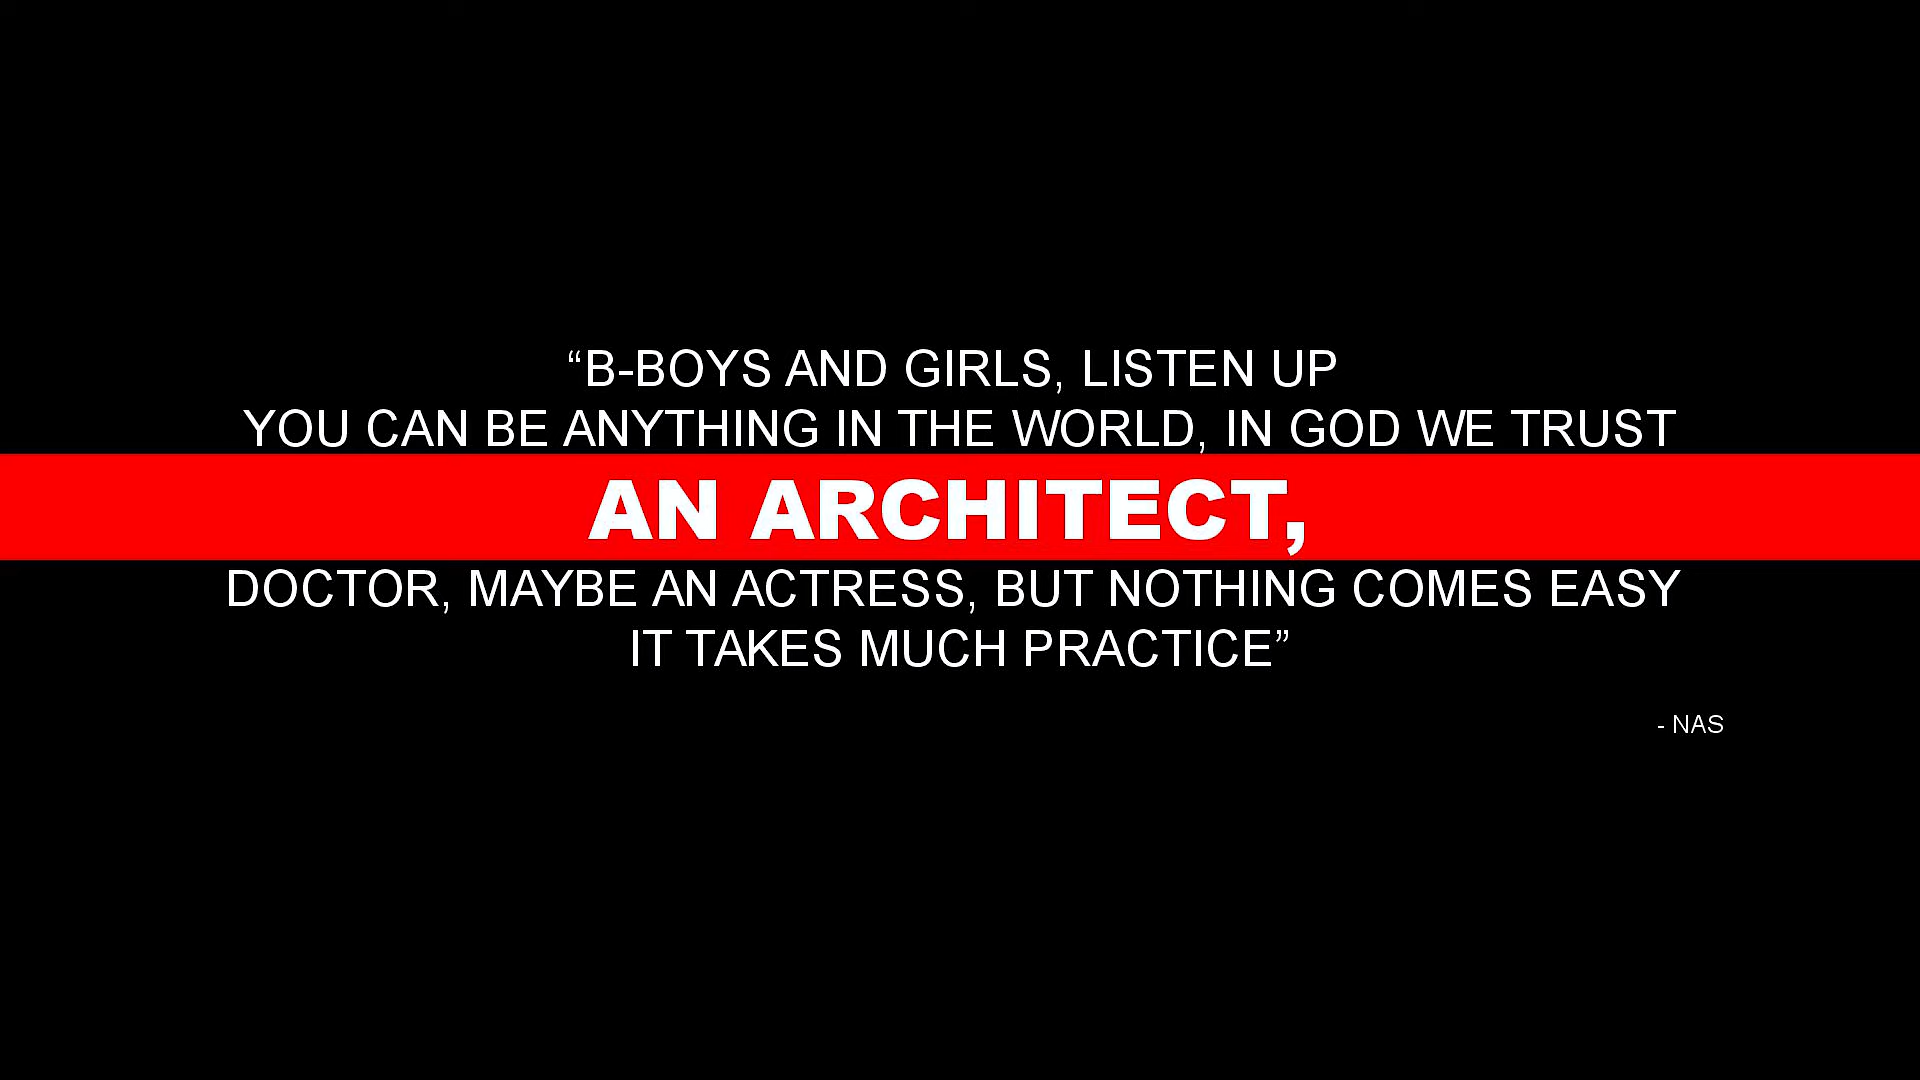 “B-BOYS AND GIRLS, LISTEN UP
YOU CAN BE ANYTHING IN THE WORLD, IN GOD WE TRUST
AN ARCHITECT,
DOCTOR, MAYBE AN ACTRESS, BUT NOTHING COMES EASY
IT TAKES MUCH PRACTICE”
- NAS